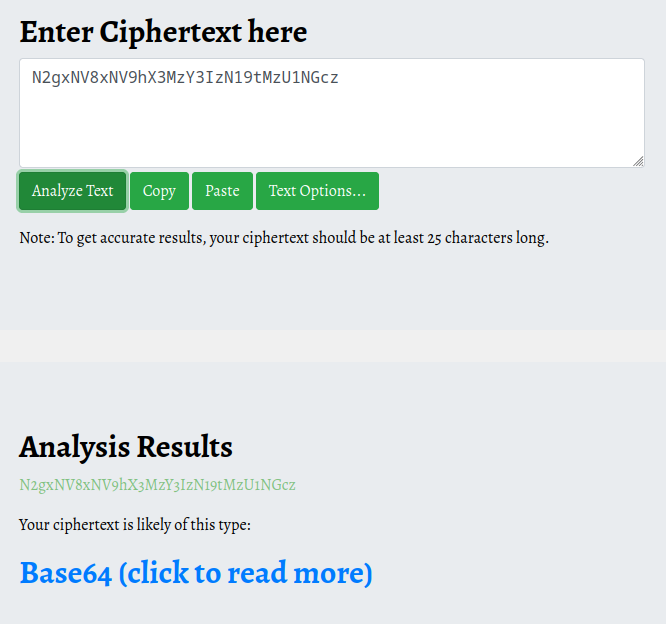 Enter Ciphertext here
N2gxNV8xNV9hX3MzY3IzN19tMzU1NGcz
Analyze Text Copy Paste Text Options...
Note: To get accurate results, your ciphertext should be at least 25 characters long.
Analysis Results
N2gxNV8xNV9hX3MzY3IzN19tMzU1NGcz
Your ciphertext is likely of this type:
Base64 (click to read more)